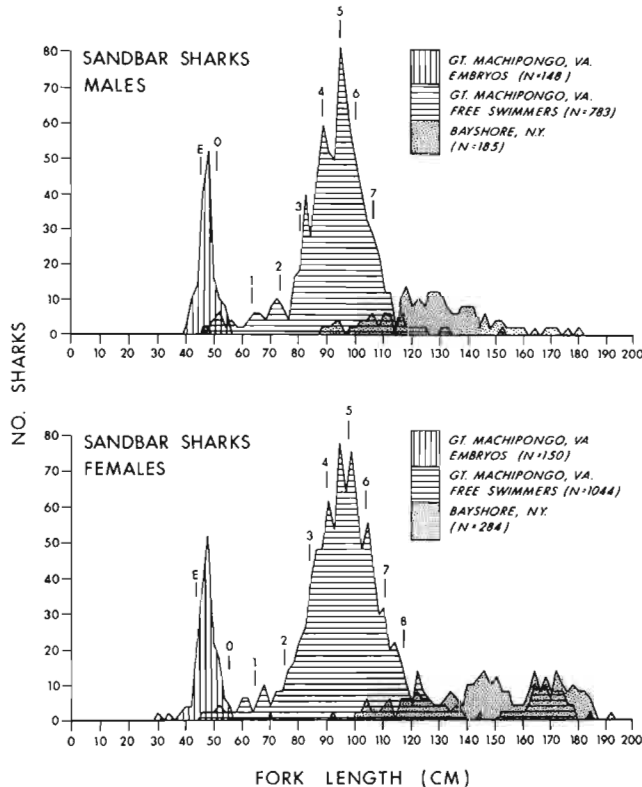 SANDBAR SHARKS
MALES
GT. MACHIPONGO, VA.
EMBRYOS (N=148)
GT. MACHIPONGO, VA.
FREE SWIMMERS (N=783)
BAYSHORE, N.Y.
(N=185)
80
70
60
50
40
30
20
10
0
E
0
1
2
3
4
5
6
7
0 10 20 30 40 50 60 70 80 90 100 110 120 130 140 150 160 170 180 190 200
NO. SHARKS
SANDBAR SHARKS
FEMALES
GT. MACHIPONGO, VA
EMBRYOS (N=150)
GT. MACHIPONGO, VA.
FREE SWIMMERS (N=1044)
BAYSHORE, N.Y.
(N=284)
80
70
60
50
40
30
20
10
0
E
0
1
2
3
4
5
6
7
8
0 10 20 30 40 50 60 70 80 90 100 110 120 130 140 150 160 170 180 190 200
FORK LENGTH (CM)